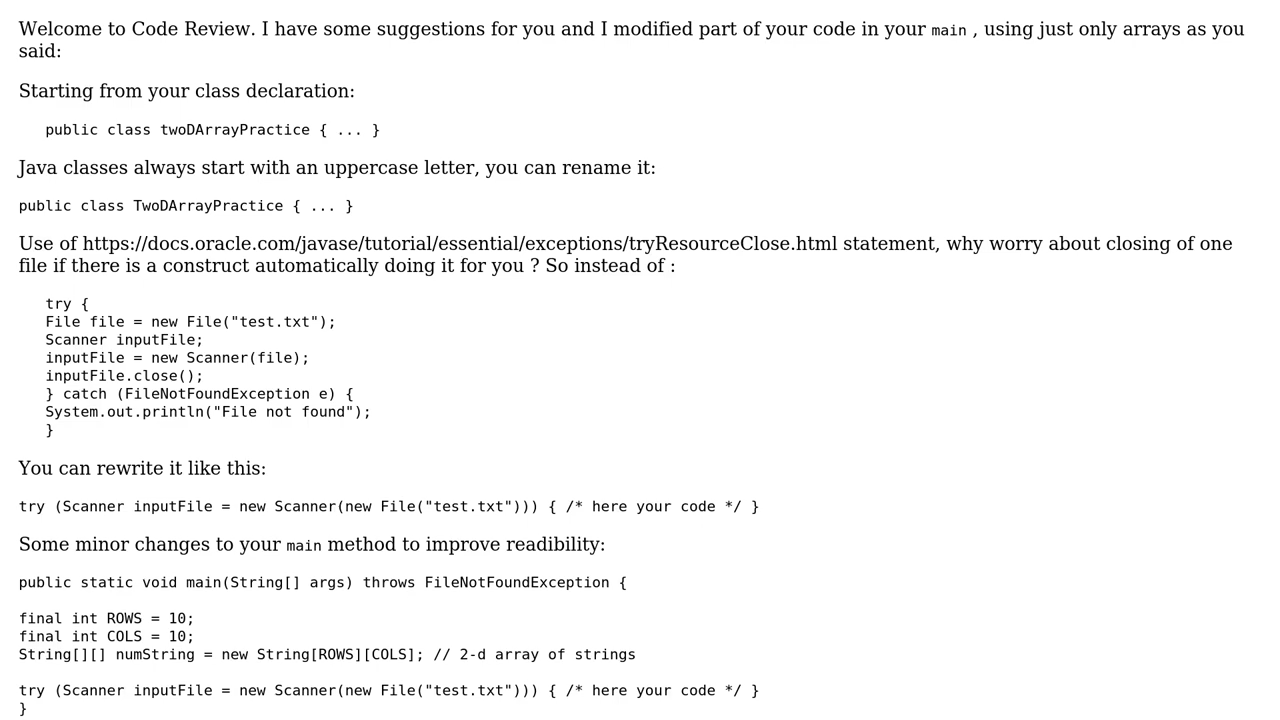 Welcome to Code Review. I have some suggestions for you and I modified part of your code in your main , using just only arrays as you
said:
Starting from your class declaration:
public class twoDArrayPractice { ... }
Java classes always start with an uppercase letter, you can rename it:
public class TwoDArrayPractice { ... }
Use of https://docs.oracle.com/javase/tutorial/essential/exceptions/tryResourceClose.html statement, why worry about closing of one
file if there is a construct automatically doing it for you ? So instead of :
try {
File file = new File("test.txt");
Scanner inputFile;
inputFile = new Scanner(file);
inputFile.close();
} catch (FileNotFoundException e) {
System.out.println("File not found");
}
You can rewrite it like this:
try (Scanner inputFile = new Scanner(new File("test.txt"))) { /* here your code */ }
Some minor changes to your main method to improve readibility:
public static void main(String[] args) throws FileNotFoundException {
final int ROWS = 10;
final int COLS = 10;
String[][] numString = new String[ROWS][COLS]; // 2-d array of strings
try (Scanner inputFile = new Scanner(new File("test.txt"))) { /* here your code */ }
}